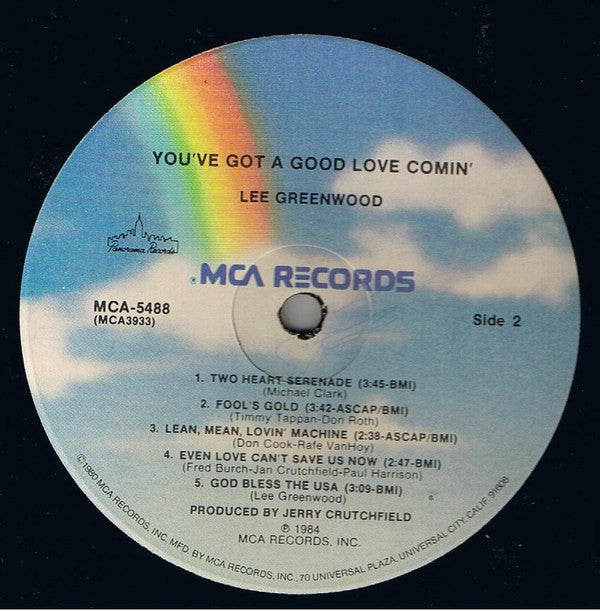 YOU'VE GOT A GOOD LOVE COMIN'
LEE GREENWOOD
Panorama Records
MCA RECORDS
MCA-5488
(MCA3933)
Side 2
1. TWO HEART SERENADE (3:45-BMI)
(Michael Clark)
2. FOOL'S GOLD (3:42-ASCAP/BMI)
(Timmy Tappan-Don Roth)
3. LEAN, MEAN, LOVIN' MACHINE (2:38-ASCAP/BMI)
(Don Cook-Rafe VanHoy)
4. EVEN LOVE CAN'T SAVE US NOW (2:47-BMI)
(Fred Burch-Jan Crutchfield-Paul Harrison)
5. GOD BLESS THE USA (3:09-BMI)
(Lee Greenwood)
PRODUCED BY JERRY CRUTCHFIELD
℗ 1984
MCA RECORDS, INC.
©1980 MCA RECORDS, INC. MFD. BY MCA RECORDS, INC., 70 UNIVERSAL PLAZA, UNIVERSAL CITY, CALIF. 91608